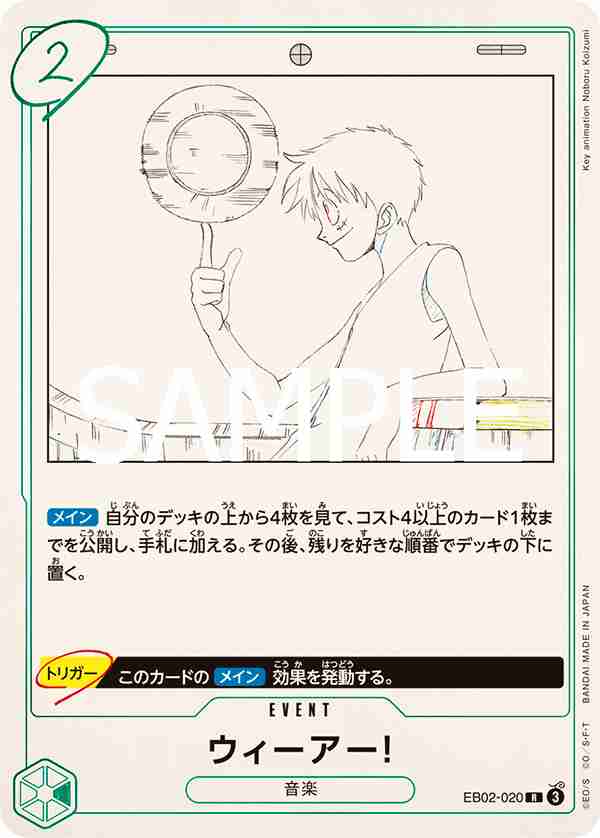 2
Key animation Noboru Koizumi
SAMPLE
メイン 自分のデッキの上から4枚を見て、コスト4以上のカード1枚ま
でを公開し、手札に加える。その後、残りを好きな順番でデッキの下に
置く。
トリガー このカードの メイン 効果を発動する。
EVENT
ウィーアー!
音楽
EB02-020 R 3
©EO/S ©O/S・F・T BANDAI MADE IN JAPAN